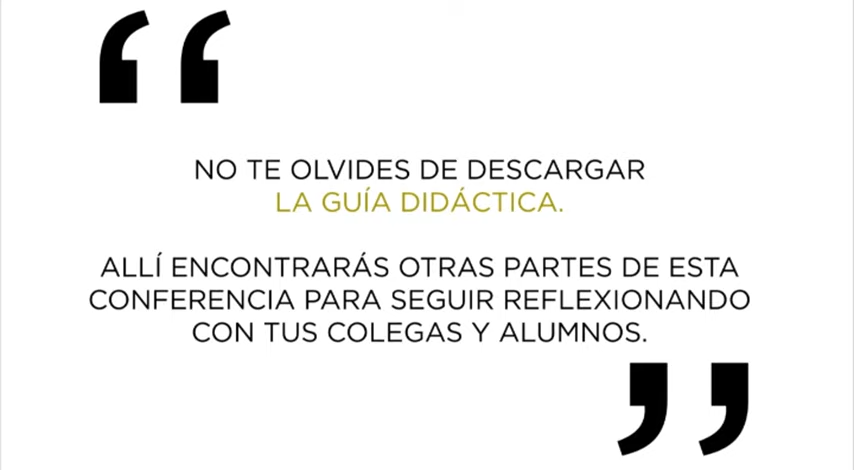 “
NO TE OLVIDES DE DESCARGAR
LA GUÍA DIDÁCTICA.
ALLÍ ENCONTRARÁS OTRAS PARTES DE ESTA
CONFERENCIA PARA SEGUIR REFLEXIONANDO
CON TUS COLEGAS Y ALUMNOS.
”